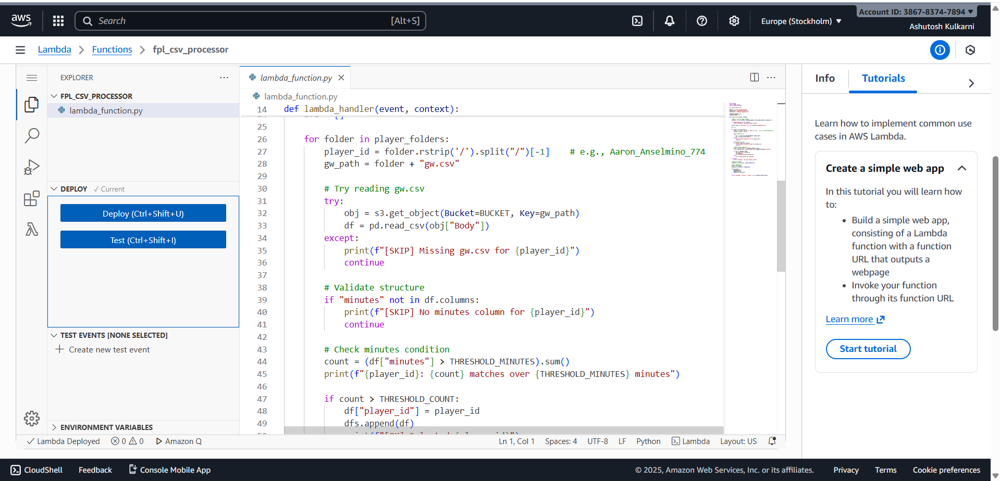 aws
Search
[Alt+S]
Europe (Stockholm) ▼
Account ID: 3867-8374-7894 ▼
Ashutosh Kulkarni
Lambda > Functions > fpl_csv_processor
EXPLORER
FPL_CSV_PROCESSOR
lambda_function.py
DEPLOY ✓ Current
Deploy (Ctrl+Shift+U)
Test (Ctrl+Shift+I)
TEST EVENTS [NONE SELECTED]
+ Create new test event
ENVIRONMENT VARIABLES
lambda_function.py
lambda_function.py
14 def lambda_handler(event, context):
25
26 for folder in player_folders:
27 player_id = folder.rstrip('/').split("/")[-1] # e.g., Aaron_Anselmino_774
28 gw_path = folder + "gw.csv"
29
30 # Try reading gw.csv
31 try:
32 obj = s3.get_object(Bucket=BUCKET, Key=gw_path)
33 df = pd.read_csv(obj["Body"])
34 except:
35 print(f"[SKIP] Missing gw.csv for {player_id}")
36 continue
37
38 # Validate structure
39 if "minutes" not in df.columns:
40 print(f"[SKIP] No minutes column for {player_id}")
41 continue
42
43 # Check minutes condition
44 count = (df["minutes"] > THRESHOLD_MINUTES).sum()
45 print(f"{player_id}: {count} matches over {THRESHOLD_MINUTES} minutes")
46
47 if count > THRESHOLD_COUNT:
48 df["player_id"] = player_id
49 dfs.append(df)
Lambda Deployed
0 0
Amazon Q
Ln 1, Col 1
Spaces: 4
UTF-8
LF
Python
Lambda
Layout: US
Info
Tutorials
Learn how to implement common use
cases in AWS Lambda.
Create a simple web app
In this tutorial you will learn how
to:
• Build a simple web app,
consisting of a Lambda
function with a function
URL that outputs a
webpage
• Invoke your function
through its function URL
Learn more
Start tutorial
CloudShell
Feedback
Console Mobile App
© 2025, Amazon Web Services, Inc. or its affiliates.
Privacy
Terms
Cookie preferences